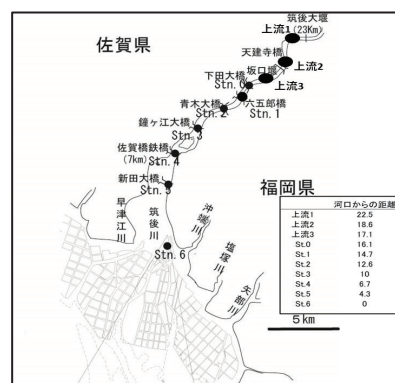 佐賀県
筑後大堰
上流1
(23Km)
天建寺橋
上流2
坂口堰
下田大橋
Stn.0
上流3
六五郎橋
Stn.1
青木大橋
Stn.2
鐘ヶ江大橋
Stn.3
佐賀橋鉄橋
(7km)
Stn.4
新田大橋
Stn.5
福岡県
早津江川
筑後川
沖端川
塩塚川
矢部川
Stn.6
河口からの距離
上流1 22.5
上流2 18.6
上流3 17.1
St.0 16.1
St.1 14.7
St.2 12.6
St.3 10
St.4 6.7
St.5 4.3
St.6 0
5km